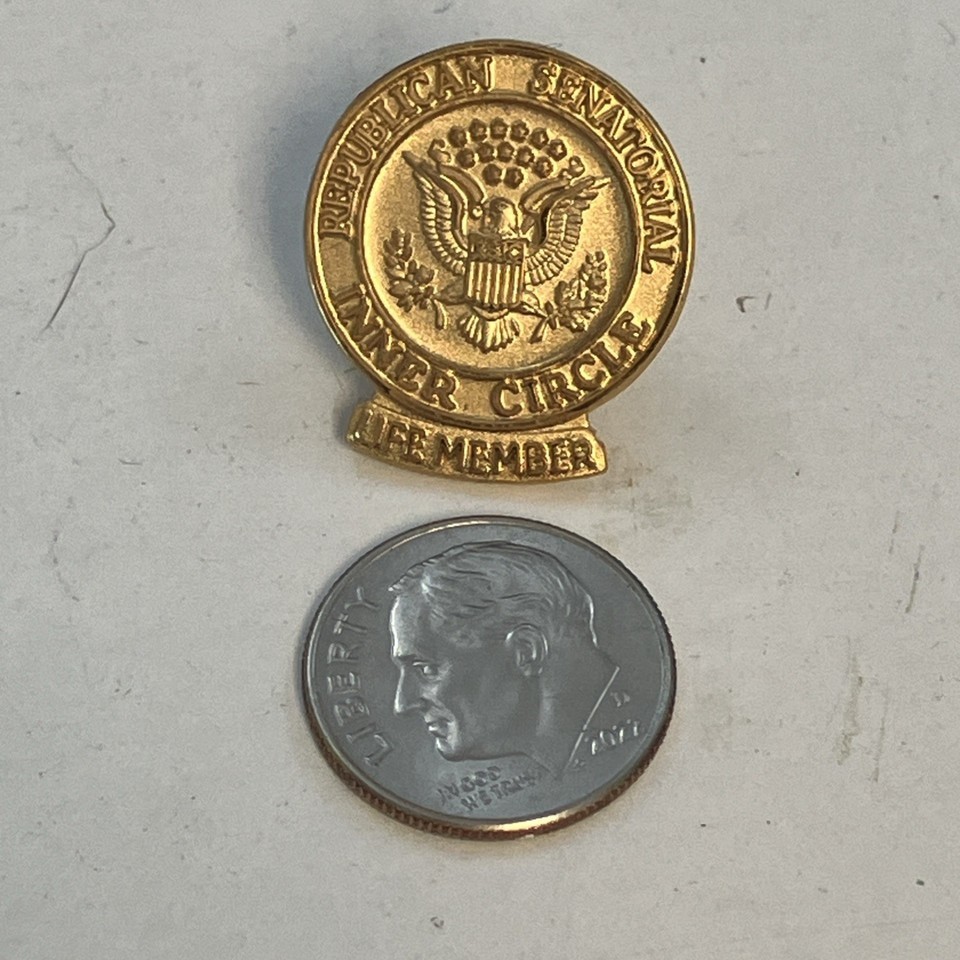 REPUBLICAN SENATORIAL
INNER CIRCLE
LIFE MEMBER
LIBERTY
D
2022
IN GOD
WE TRUST